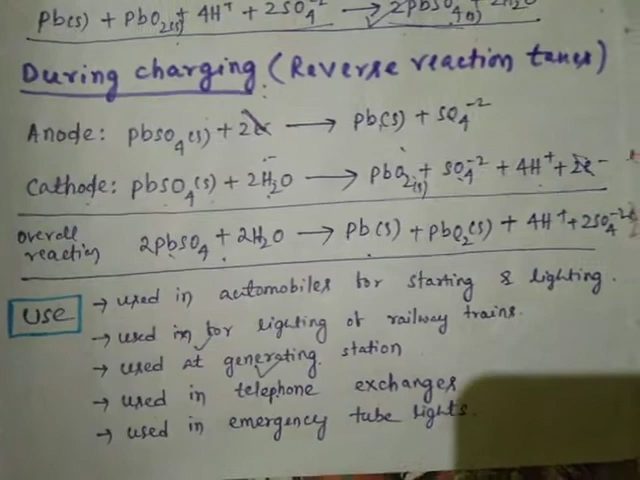 Pb(s) + PbO2(s) + 4H+ + 2SO4-2 → 2PbSO4(s) + 2H2O
During charging (Reverse reaction takes)
Anode: PbSO4(s) + 2e- → Pb(s) + SO4-2
Cathode: PbSO4(s) + 2H2O → PbO2(s) + SO4-2 + 4H+ + 2e-
overall reaction 2PbSO4 + 2H2O → Pb(s) + PbO2(s) + 4H+ + 2SO4-2
Use → used in automobiles for starting & lighting.
→ used in for lighting of railway trains.
→ used at generating station
→ used in telephone exchanges
→ used in emergency tube lights.